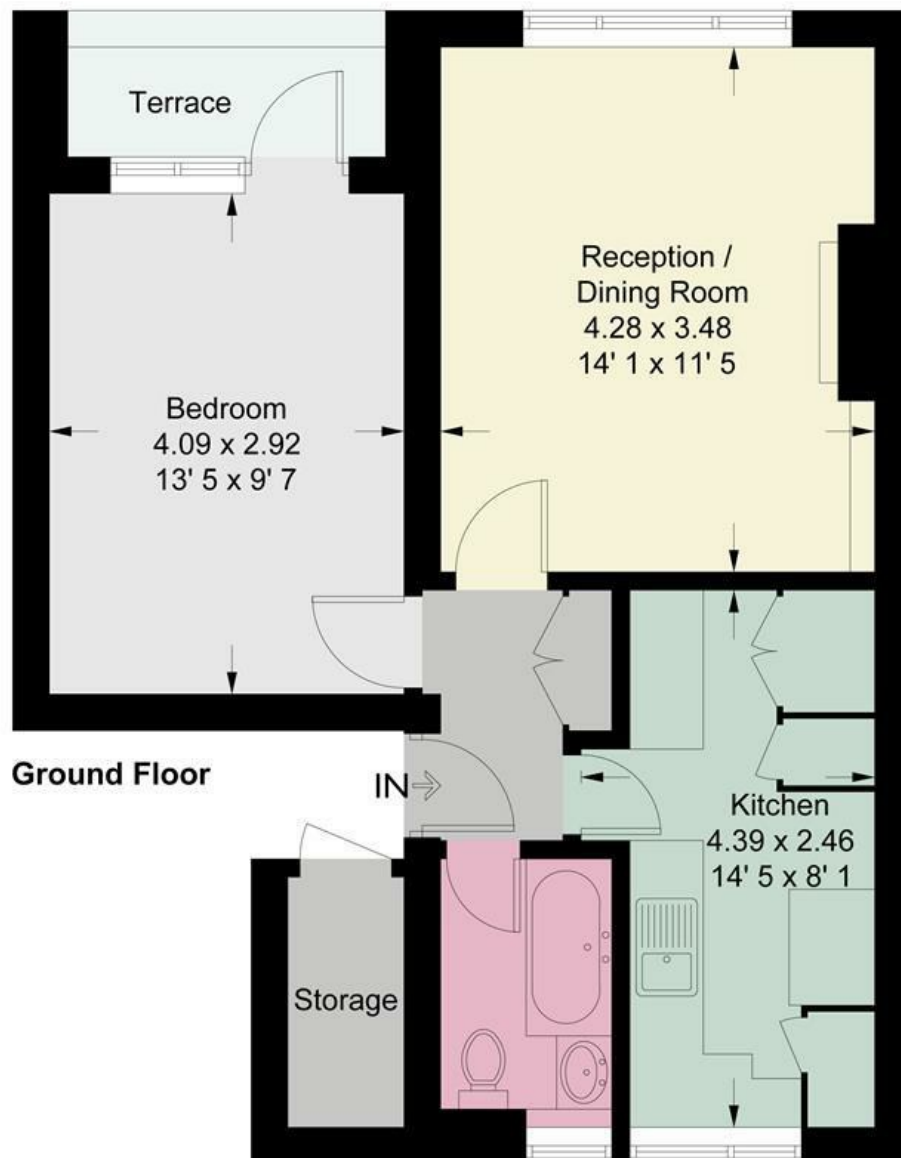 Terrace
Reception /
Dining Room
4.28 x 3.48
14' 1 x 11' 5
Bedroom
4.09 x 2.92
13' 5 x 9' 7
Ground Floor
IN
Kitchen
4.39 x 2.46
14' 5 x 8' 1
Storage